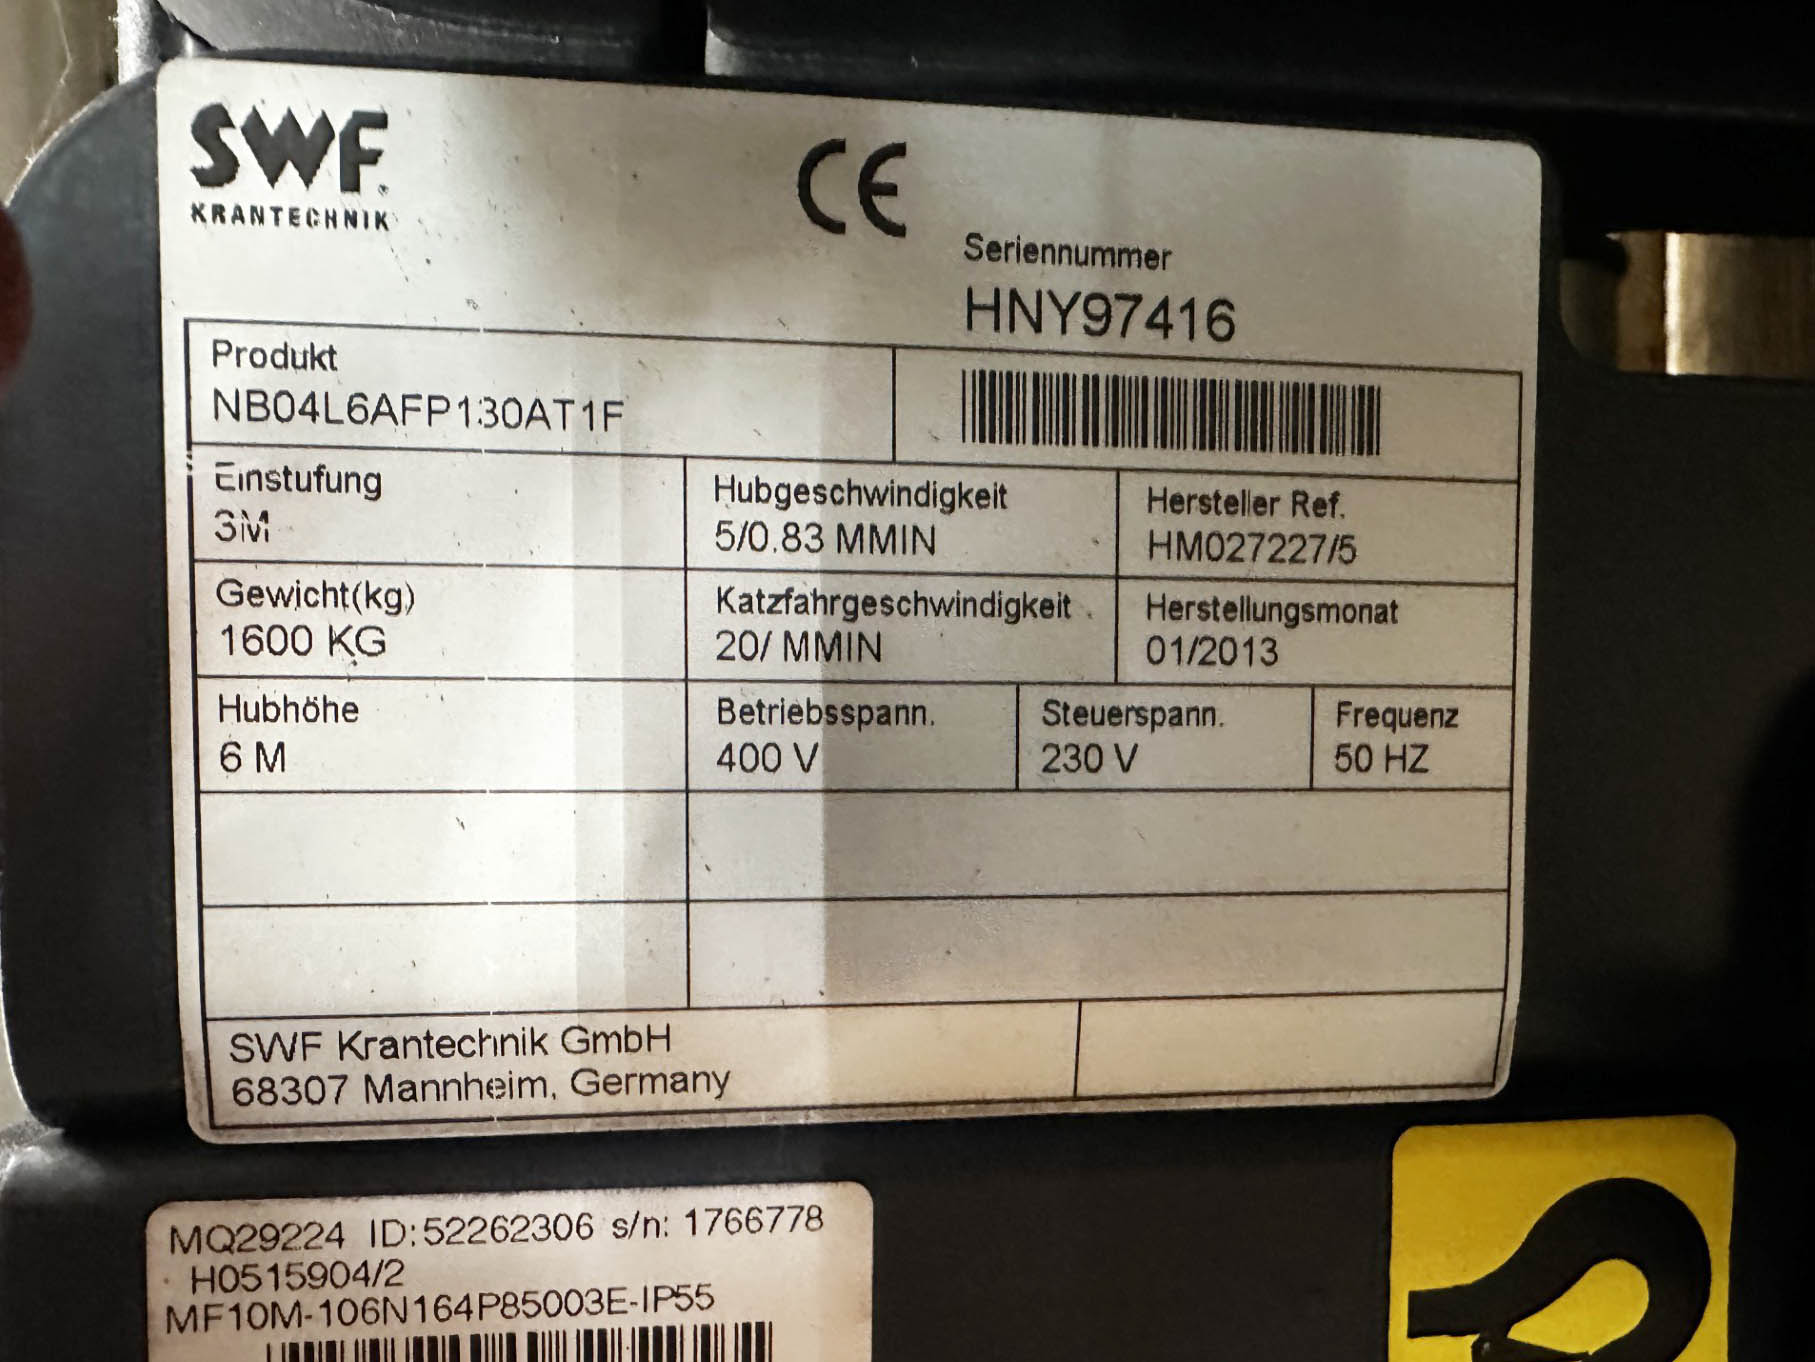 SWF
KRANTECHNIK
CE
Seriennummer
HNY97416
Produkt
NB04L6AFP130AT1F
Einstufung
3M
Hubgeschwindigkeit
5/0.83 MMIN
Hersteller Ref.
HM027227/5
Gewicht(kg)
1600 KG
Katzfahrgeschwindigkeit
20/ MMIN
Herstellungsmonat
01/2013
Hubhöhe
6 M
Betriebsspann.
400 V
Steuerspann.
230 V
Frequenz
50 HZ
SWF Krantechnik GmbH
68307 Mannheim, Germany
MQ29224 ID:52262306 s/n: 1766778
H0515904/2
MF10M-106N164P85003E-IP55